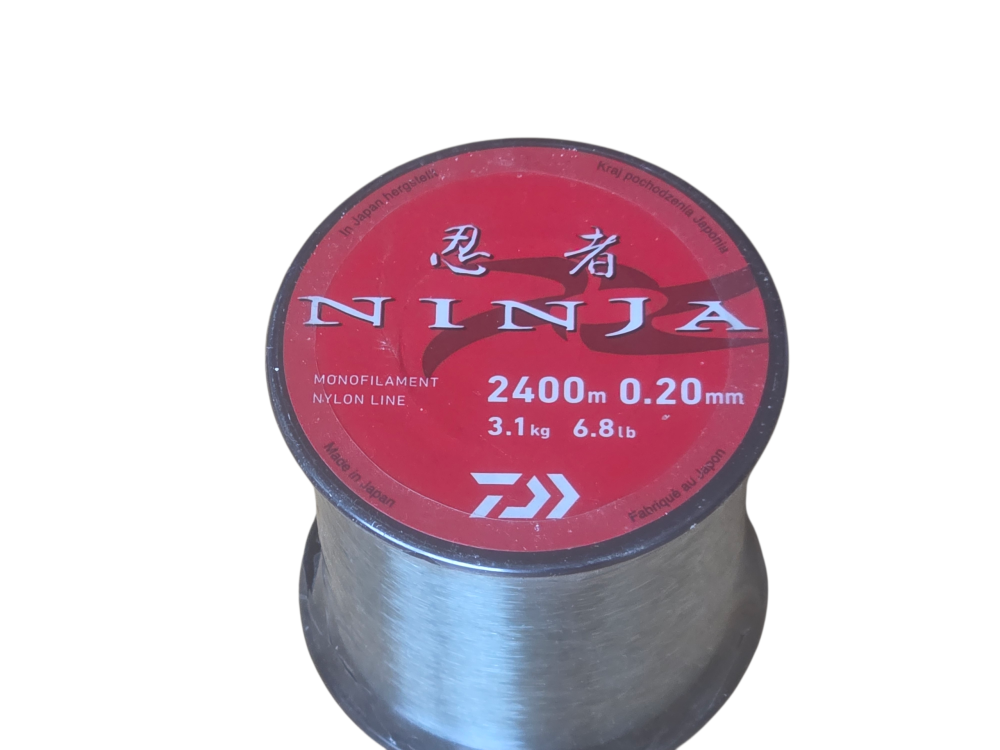 In Japan hergstellt
Kraj pochodzenia Japonia
忍者
NINJA
MONOFILAMENT
NYLON LINE
2400m 0.20mm
3.1kg 6.8lb
Made in Japan
Fabriqué au Japon